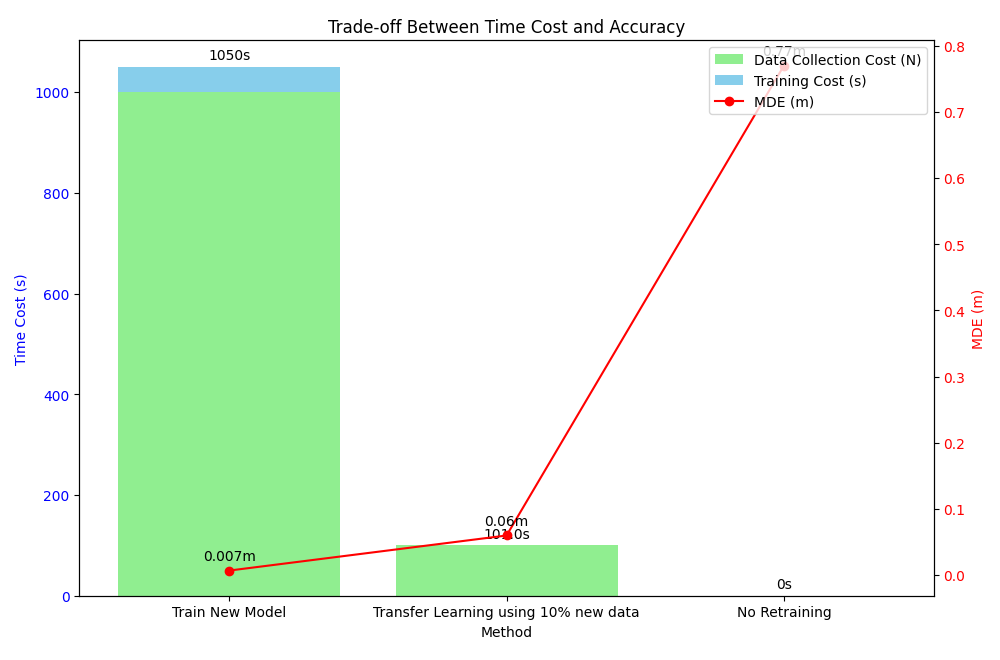 Trade-off Between Time Cost and Accuracy
1050s
0.77m
Data Collection Cost (N)
Training Cost (s)
MDE (m)
1000
800
600
400
200
0
Time Cost (s)
0.8
0.7
0.6
0.5
0.4
0.3
0.2
0.1
0.0
MDE (m)
0.007m
0.06m
101.0s
0s
Train New Model
Transfer Learning using 10% new data
No Retraining
Method